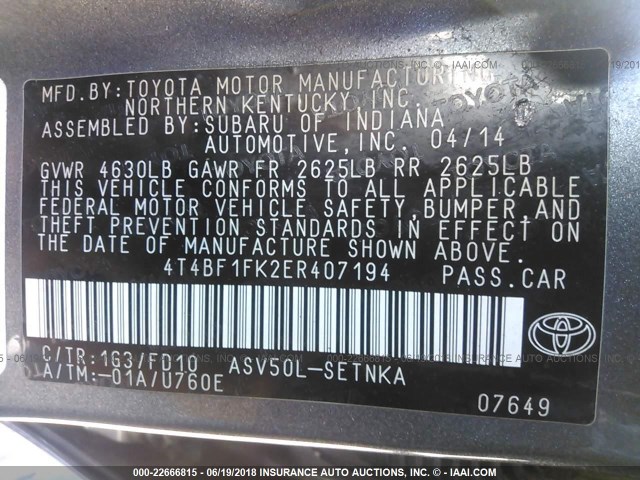 MFD.BY:TOYOTA MOTOR MANUFACTURING
NORTHERN KENTUCKY, INC.
ASSEMBLED BY:SUBARU OF INDIANA
AUTOMOTIVE,INC. 04/14
GVWR 4630LB GAWR FR 2625LB RR 2625LB
THIS VEHICLE CONFORMS TO ALL APPLICABLE
FEDERAL MOTOR VEHICLE SAFETY,BUMPER,AND
THEFT PREVENTION STANDARDS IN EFFECT ON
THE DATE OF MANUFACTURE SHOWN ABOVE.
4T4BF1FK2ER407194 PASS.CAR
C/TR:1G3/FD10 ASV50L-SETNKA
A/TM:-01A/U760E
07649
000-22666815 - 06/19/2018 INSURANCE AUTO AUCTIONS - © - IAAI.COM